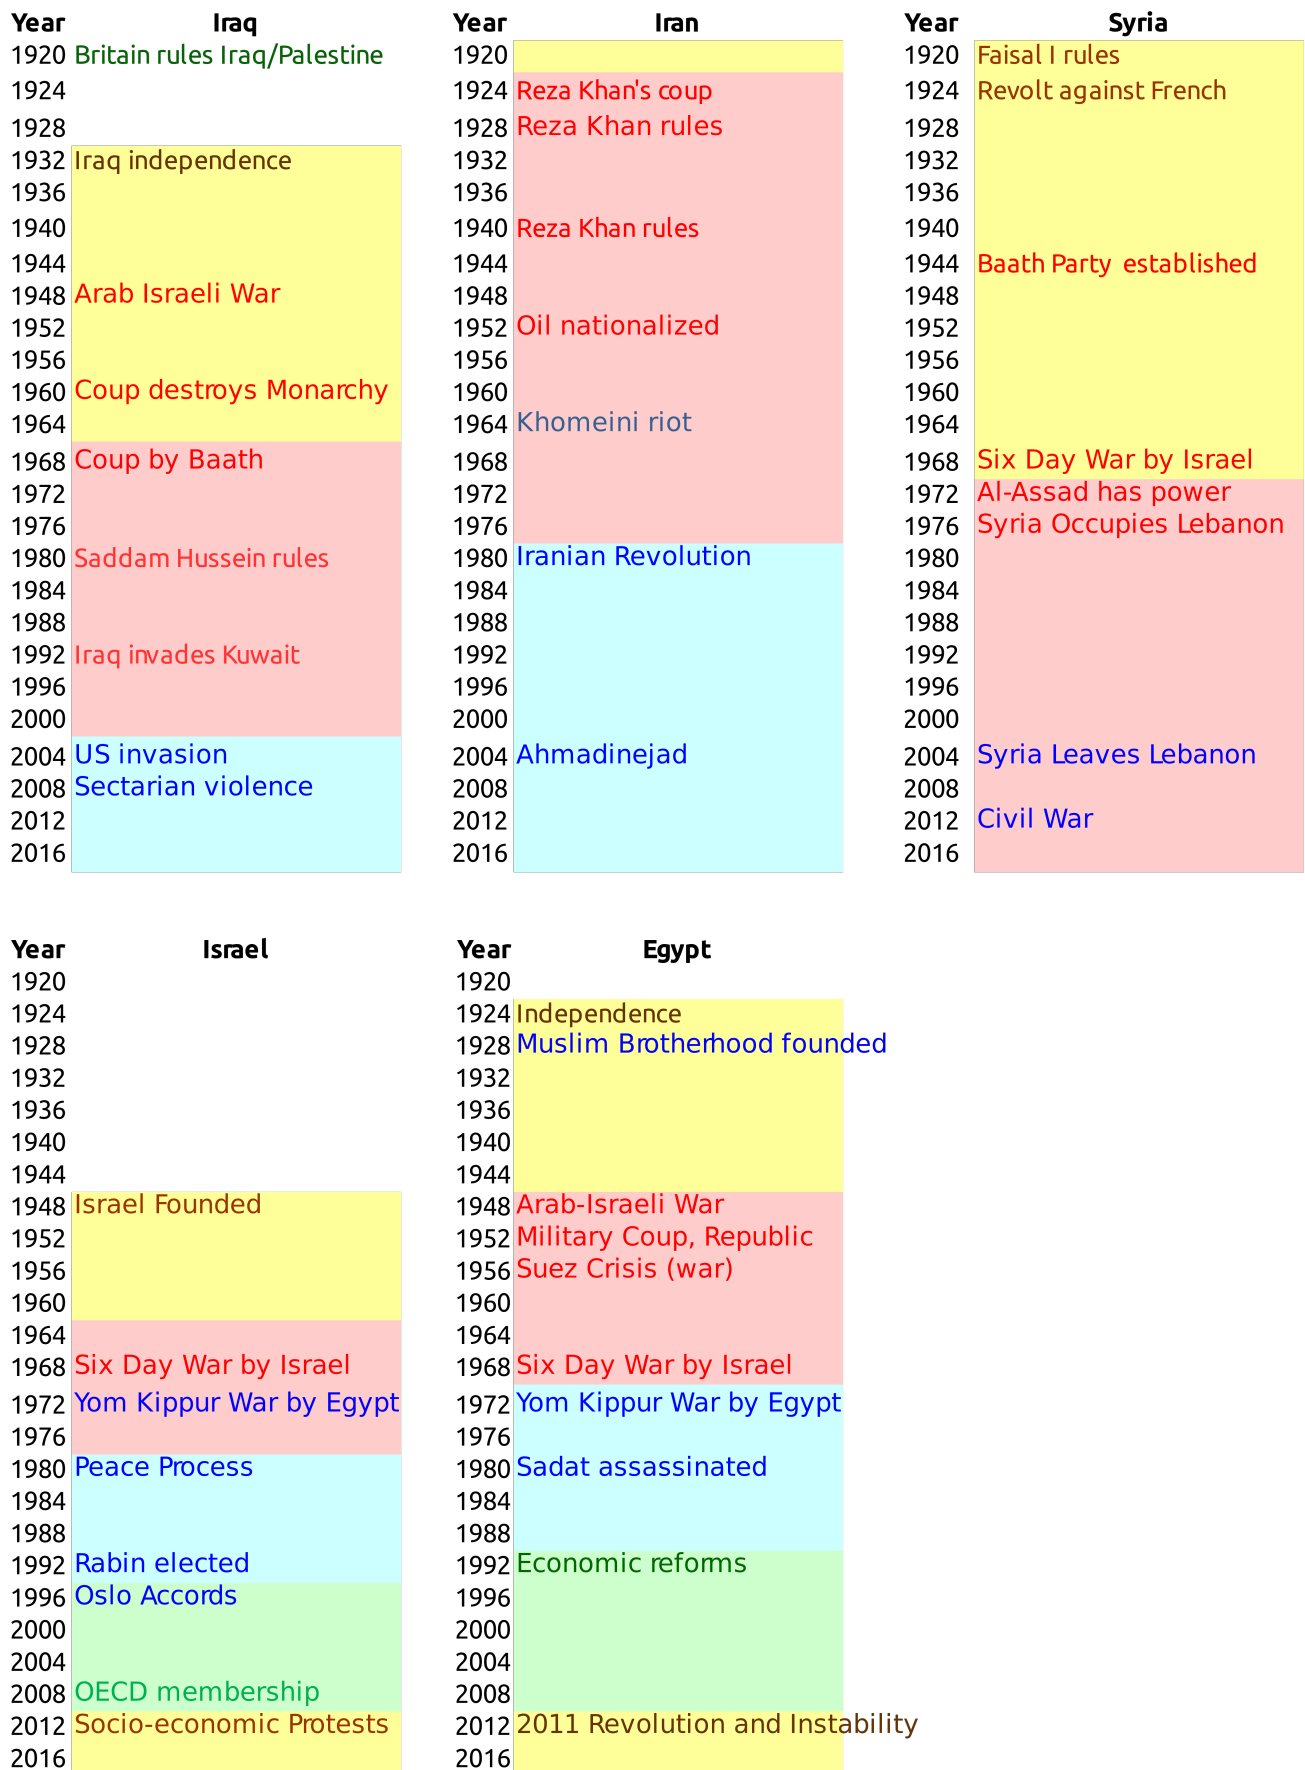 Year Iraq Year Iran Year Syria
1920 Britain rules Iraq/Palestine 1920 1920 Faisal I rules
1924 1924 Reza Khan's coup 1924 Revolt against French
1928 1928 Reza Khan rules 1928
1932 Iraq independence 1932 1932
1936 1936 1936
1940 1940 Reza Khan rules 1940
1944 1944 1944 Baath Party established
1948 Arab Israeli War 1948 1948
1952 1952 Oil nationalized 1952
1956 1956 1956
1960 Coup destroys Monarchy 1960 1960
1964 1964 Khomeini riot 1964
1968 Coup by Baath 1968 1968 Six Day War by Israel
1972 1972 1972 Al-Assad has power
1976 1976 1976 Syria Occupies Lebanon
1980 Saddam Hussein rules 1980 Iranian Revolution 1980
1984 1984 1984
1988 1988 1988
1992 Iraq invades Kuwait 1992 1992
1996 1996 1996
2000 2000 2000
2004 US invasion 2004 Ahmadinejad 2004 Syria Leaves Lebanon
2008 Sectarian violence 2008 2008
2012 2012 2012 Civil War
2016 2016 2016
Year Israel Year Egypt
1920 1920
1924 1924 Independence
1928 1928 Muslim Brotherhood founded
1932 1932
1936 1936
1940 1940
1944 1944
1948 Israel Founded 1948 Arab-Israeli War
1952 1952 Military Coup, Republic
1956 1956 Suez Crisis (war)
1960 1960
1964 1964
1968 Six Day War by Israel 1968 Six Day War by Israel
1972 Yom Kippur War by Egypt 1972 Yom Kippur War by Egypt
1976 1976
1980 Peace Process 1980 Sadat assassinated
1984 1984
1988 1988
1992 Rabin elected 1992 Economic reforms
1996 Oslo Accords 1996
2000 2000
2004 2004
2008 OECD membership 2008
2012 Socio-economic Protests 2012 2011 Revolution and Instability
2016 2016